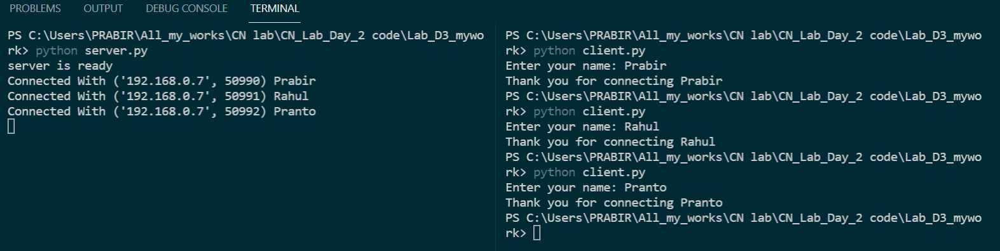 PROBLEMS OUTPUT DEBUG CONSOLE TERMINAL
PS C:\Users\PRABIR\All_my_works\CN lab\CN_Lab_Day_2 code\Lab_D3_mywo
rk> python server.py
server is ready
Connected With ('192.168.0.7', 50990) Prabir
Connected With ('192.168.0.7', 50991) Rahul
Connected With ('192.168.0.7', 50992) Pranto
PS C:\Users\PRABIR\All_my_works\CN lab\CN_Lab_Day_2 code\Lab_D3_mywo
rk> python client.py
Enter your name: Prabir
Thank you for connecting Prabir
PS C:\Users\PRABIR\All_my_works\CN lab\CN_Lab_Day_2 code\Lab_D3_mywo
rk> python client.py
Enter your name: Rahul
Thank you for connecting Rahul
PS C:\Users\PRABIR\All_my_works\CN lab\CN_Lab_Day_2 code\Lab_D3_mywo
rk> python client.py
Enter your name: Pranto
Thank you for connecting Pranto
PS C:\Users\PRABIR\All_my_works\CN lab\CN_Lab_Day_2 code\Lab_D3_mywo
rk>